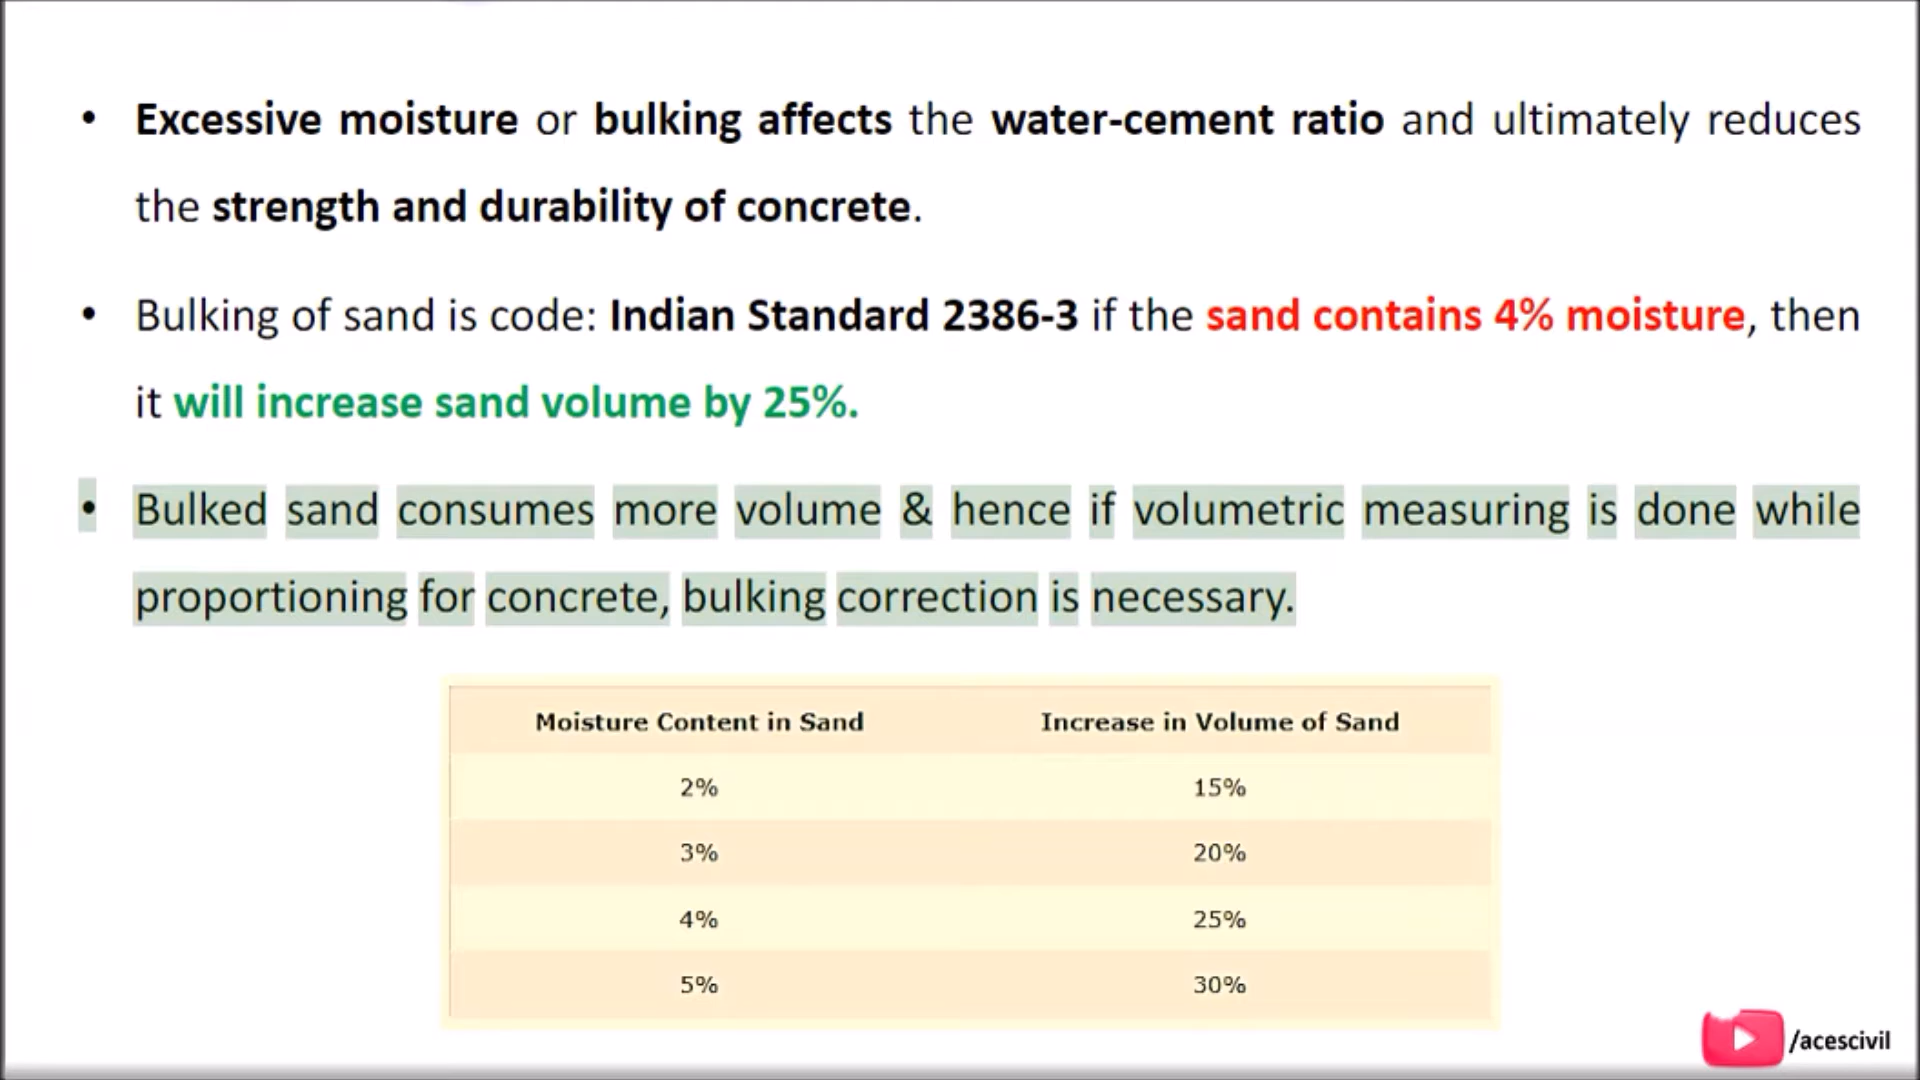 • Excessive moisture or bulking affects the water-cement ratio and ultimately reduces
the strength and durability of concrete.
• Bulking of sand is code: Indian Standard 2386-3 if the sand contains 4% moisture, then
it will increase sand volume by 25%.
• Bulked sand consumes more volume & hence if volumetric measuring is done while
proportioning for concrete, bulking correction is necessary.
Moisture Content in Sand Increase in Volume of Sand
2% 15%
3% 20%
4% 25%
5% 30%
/acescivil